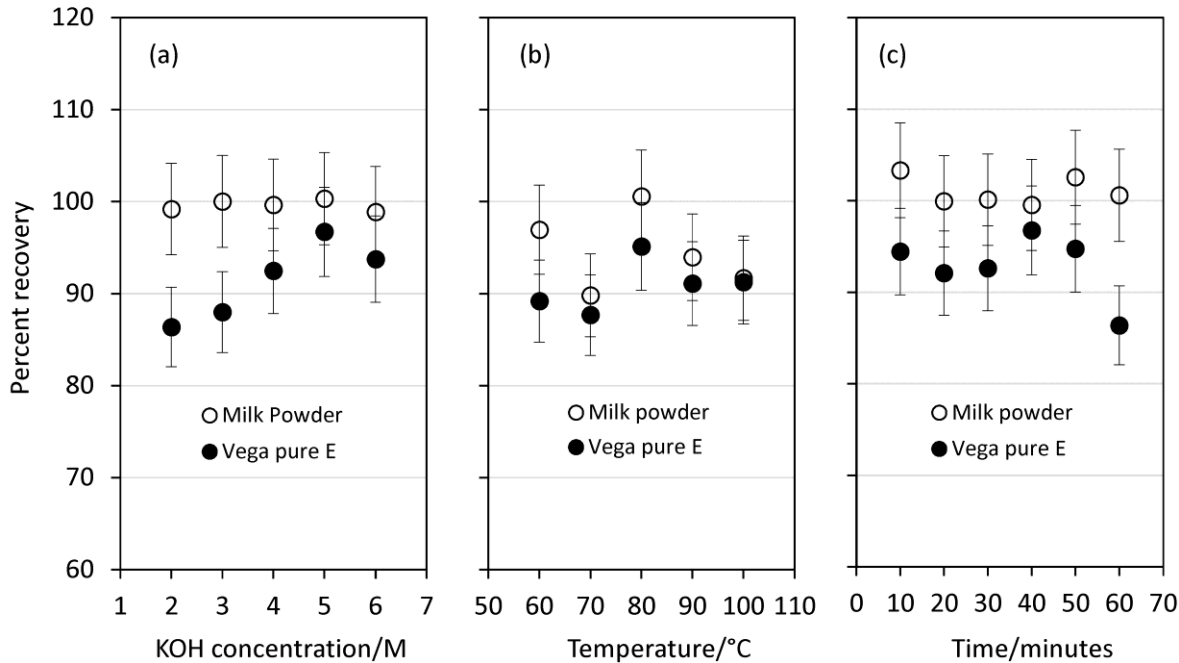 Percent recovery
120
110
100
90
80
70
60
(a)
Milk Powder
Vega pure E
1 2 3 4 5 6 7
KOH concentration/M
(b)
Milk powder
Vega pure E
50 60 70 80 90 100 110
Temperature/°C
(c)
Milk powder
Vega pure E
0 10 20 30 40 50 60 70
Time/minutes